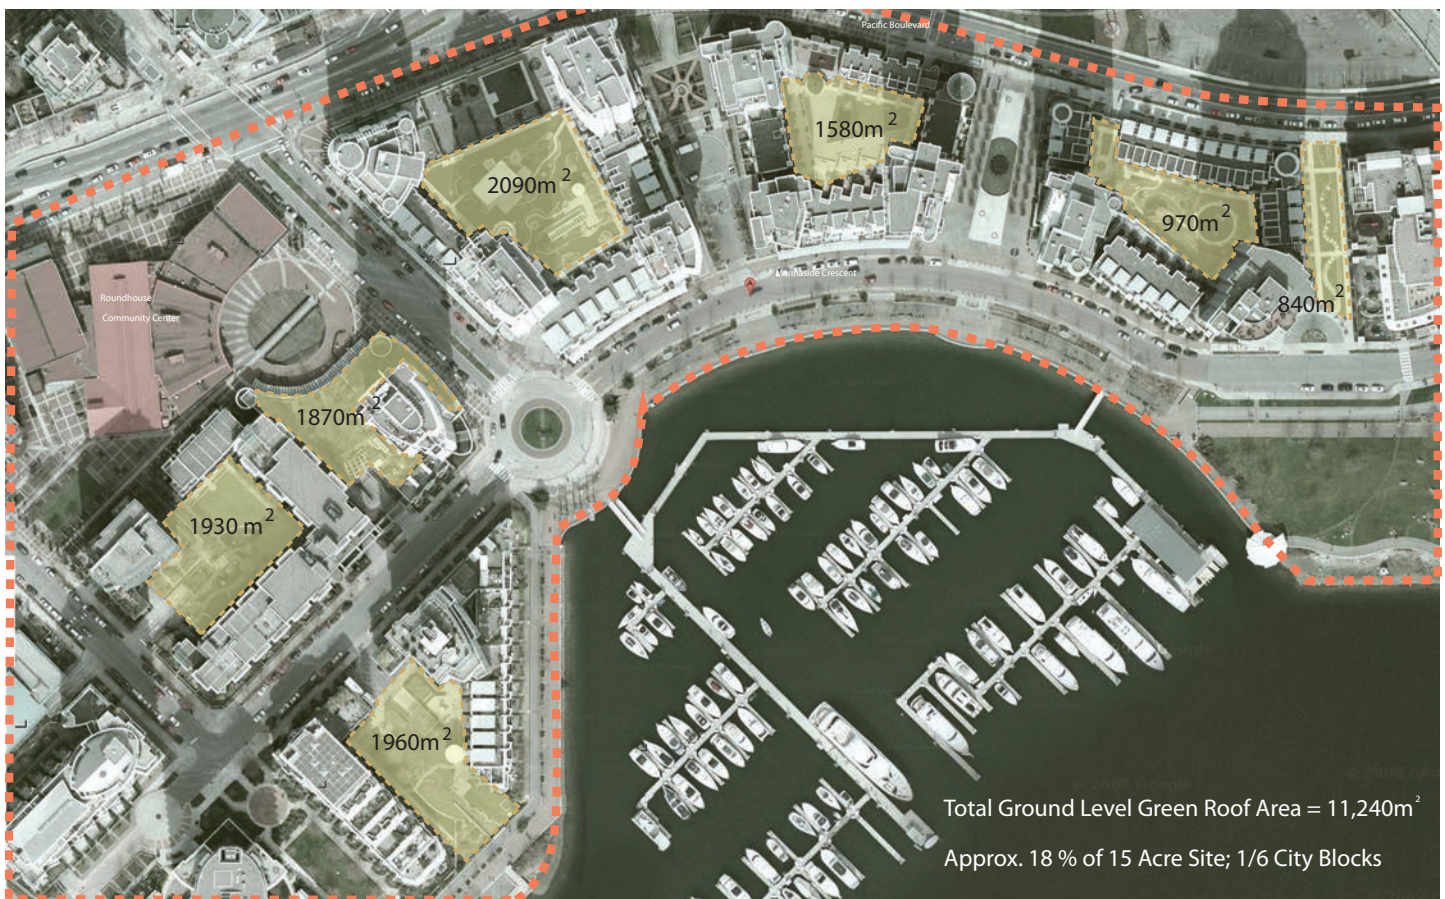 Pacific Boulevard
1580m²
2090m²
970m²
Marinaside Crescent
Roundhouse
Community Center
840m²
1870m²
1930 m²
1960m²
Total Ground Level Green Roof Area = 11,240m²
Approx. 18 % of 15 Acre Site; 1/6 City Blocks